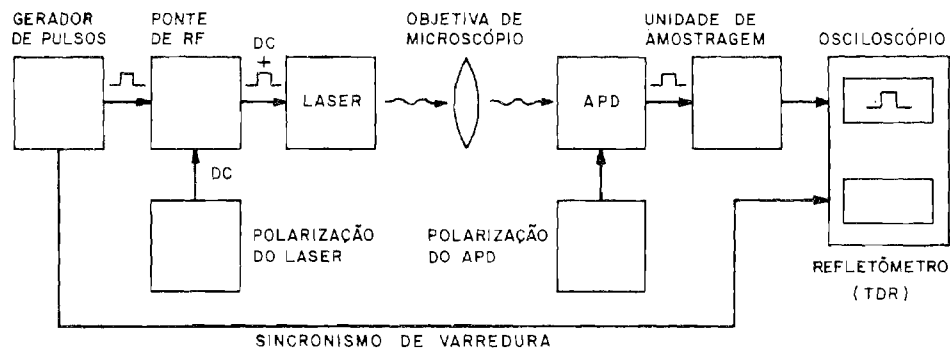 GERADOR
DE PULSOS
PONTE
DE RF
DC
+
OBJETIVA DE
MICROSCÓPIO
UNIDADE DE
AMOSTRAGEM
OSCILOSCÓPIO
LASER
APD
DC
POLARIZAÇÃO
DO LASER
POLARIZAÇÃO
DO APD
REFLETÔMETRO
(TDR)
SINCRONISMO DE VARREDURA